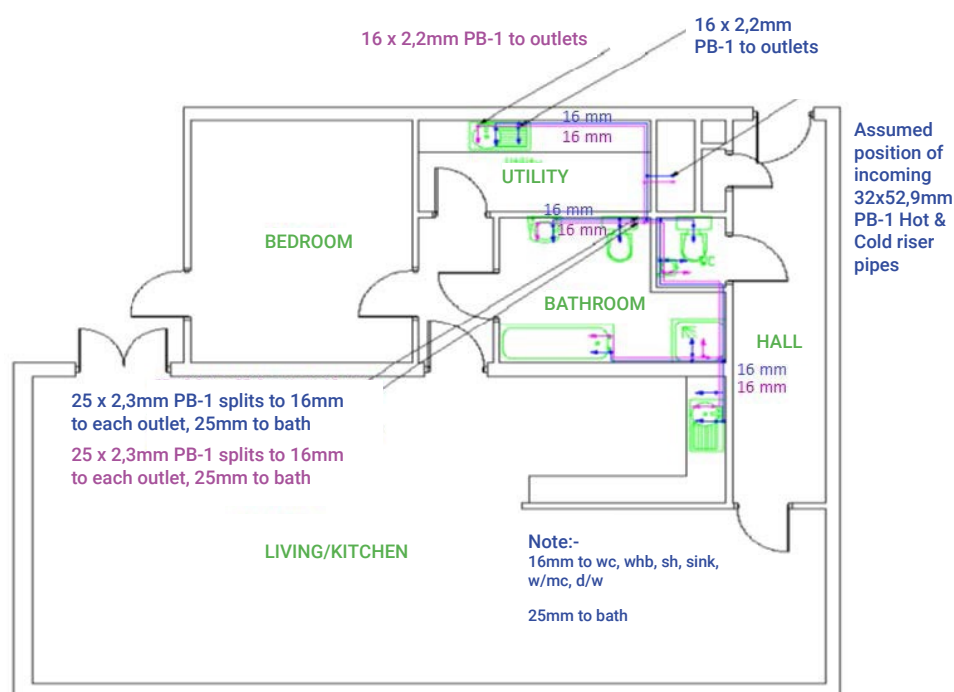 16 x 2,2mm PB-1 to outlets
16 x 2,2mm
PB-1 to outlets
16 mm
16 mm
Assumed
position of
incoming
32x52,9mm
PB-1 Hot &
Cold riser
pipes
UTILITY
16 mm
16 mm
BEDROOM
BATHROOM
HALL
16 mm
16 mm
25 x 2,3mm PB-1 splits to 16mm
to each outlet, 25mm to bath
25 x 2,3mm PB-1 splits to 16mm
to each outlet, 25mm to bath
LIVING/KITCHEN
Note:-
16mm to wc, whb, sh, sink,
w/mc, d/w
25mm to bath